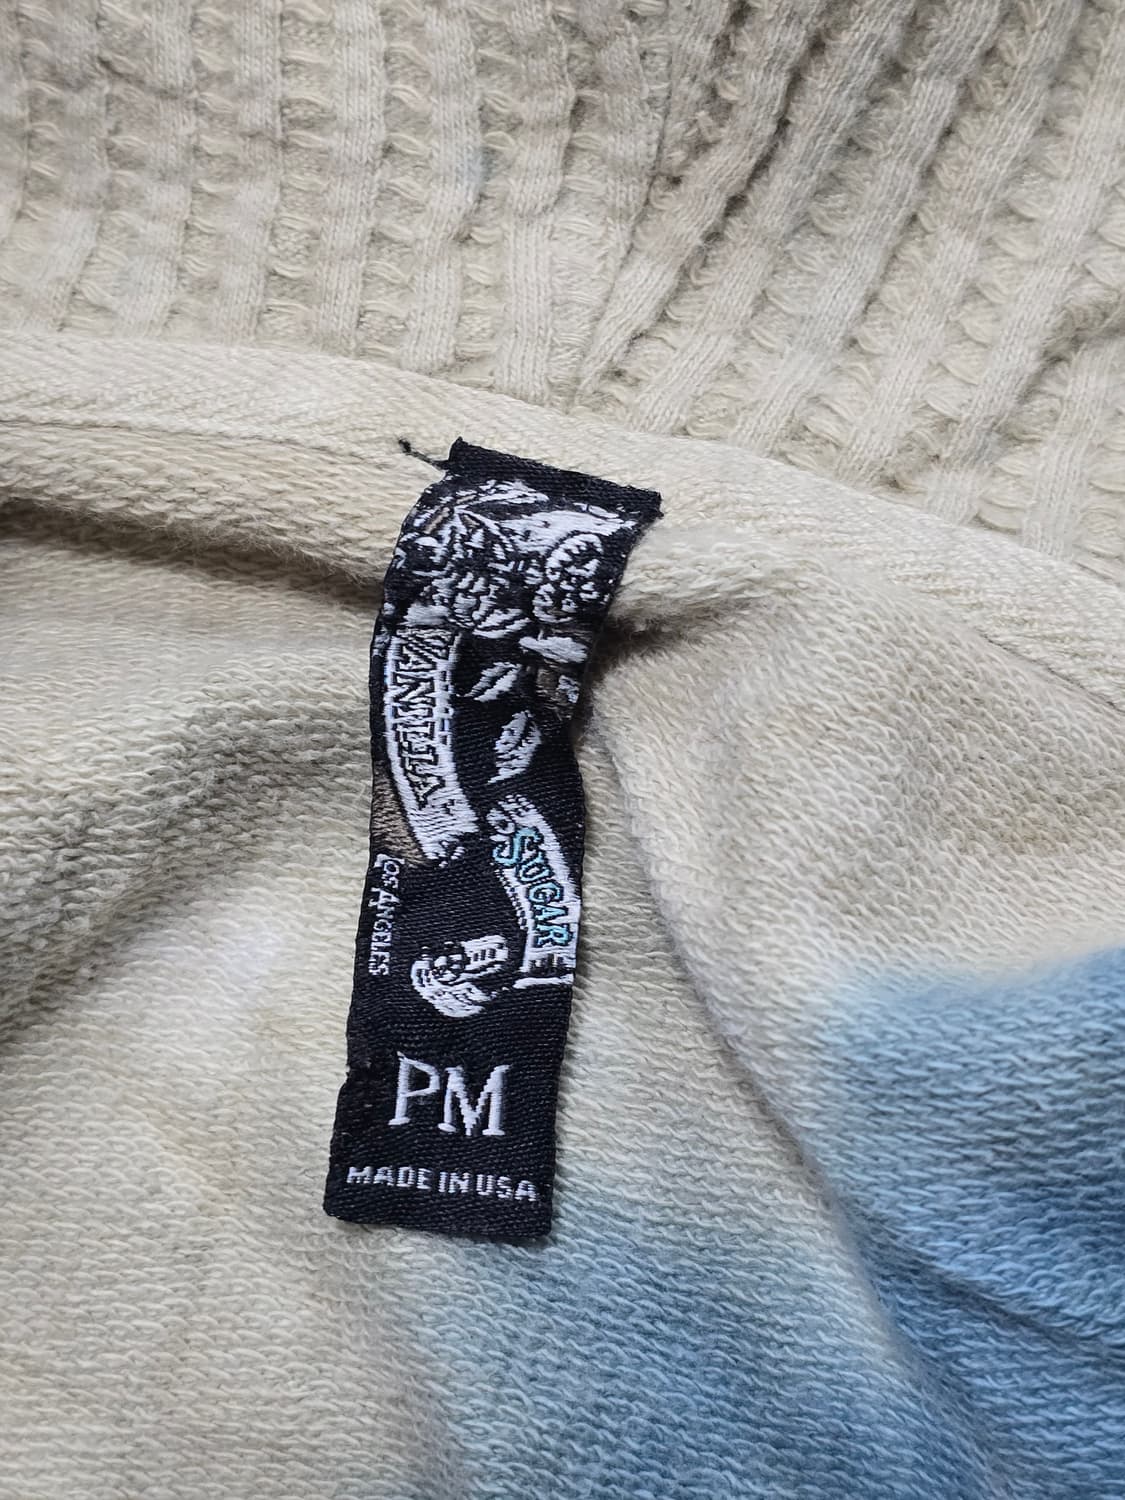 VANILLA
SUGAR
LOS ANGELES
PM
MADE IN USA